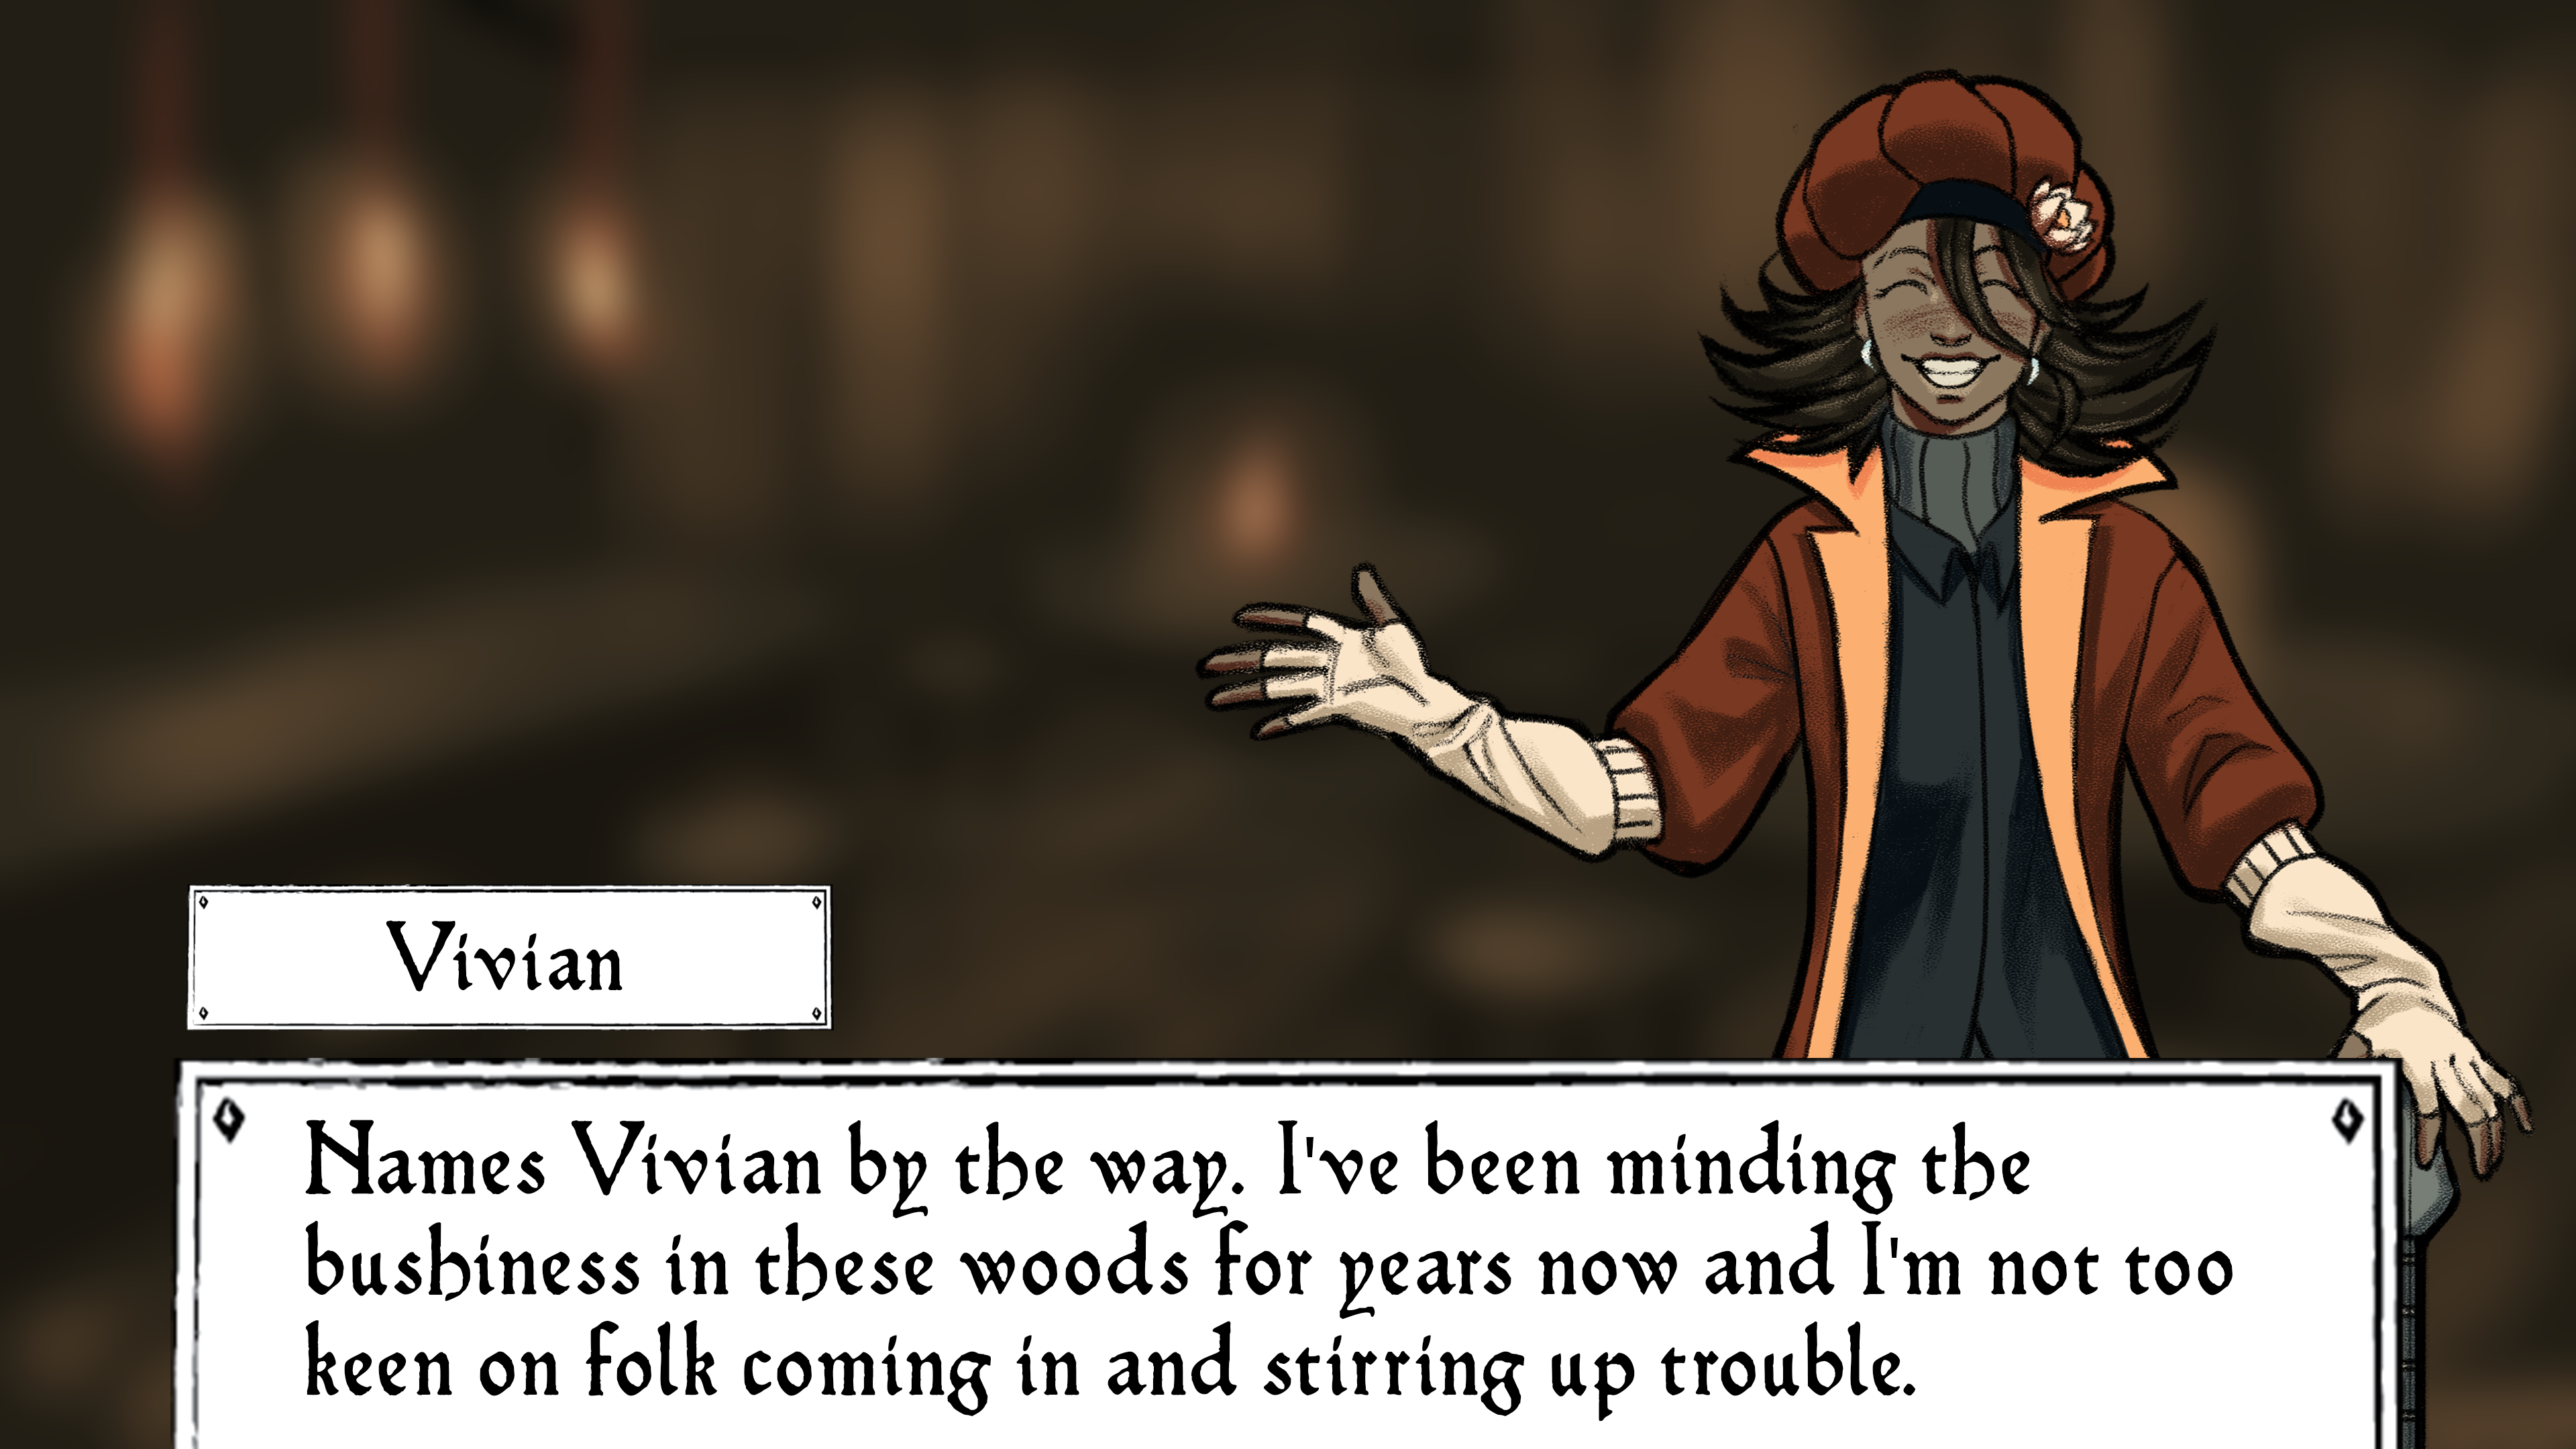 Vivian
Names Vivian by the way. I've been minding the
bushiness in these woods for years now and I'm not too
keen on folk coming in and stirring up trouble.